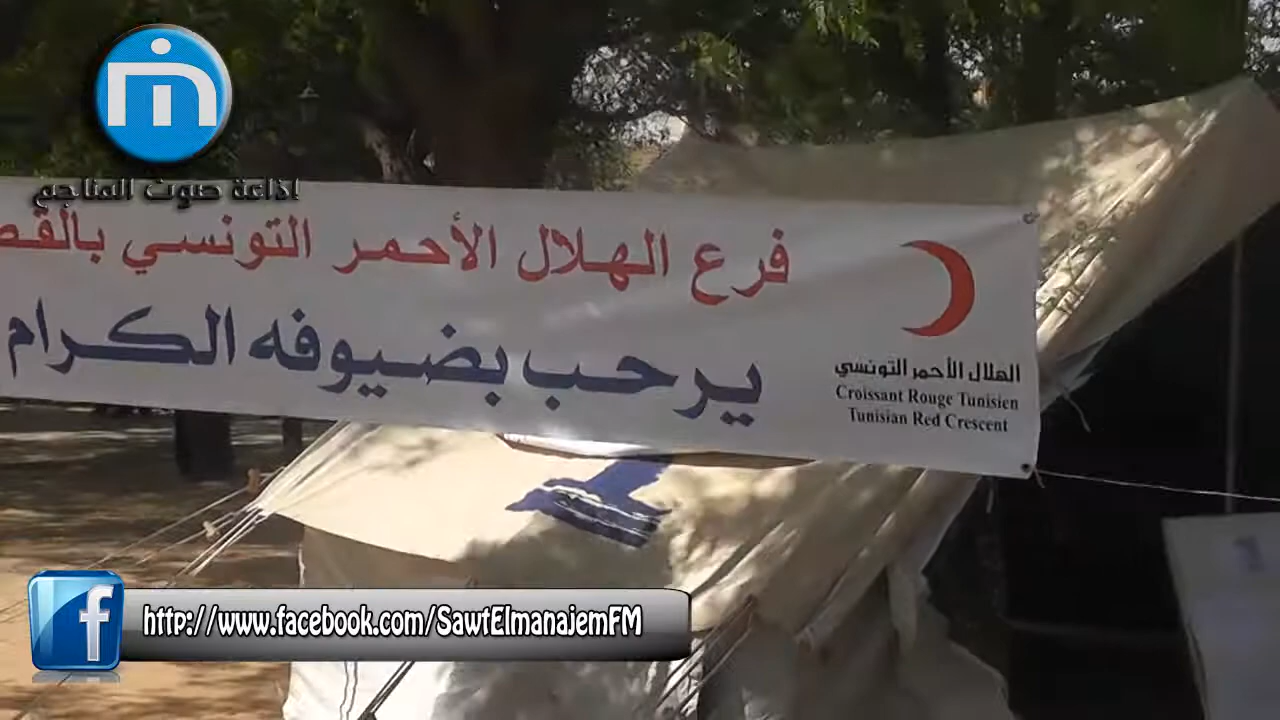 إذاعة صوت المناجم
فرع الهلال الأحمر التونسي
يرحب بضيوفه الكرام
الهلال الأحمر التونسي
Croissant Rouge Tunisien
Tunisian Red Crescent
http://www.facebook.com/SawtElmanajemFM